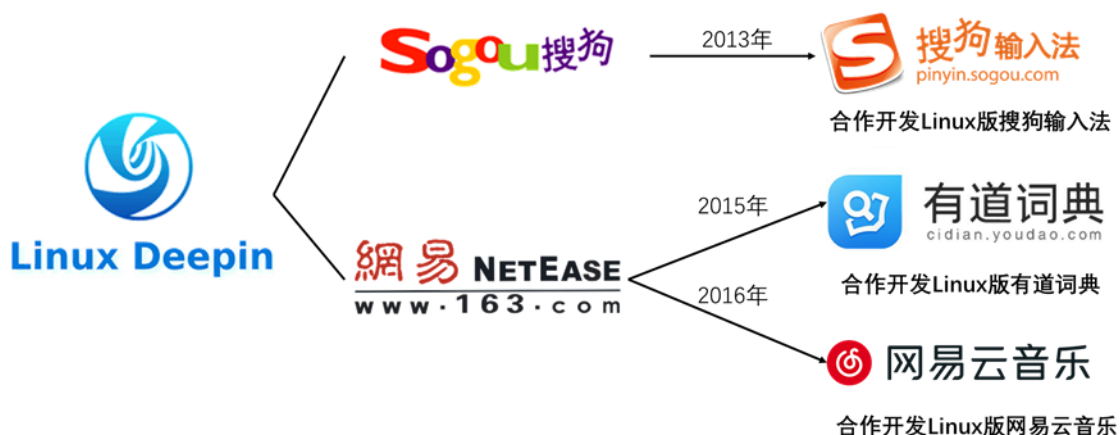 Sogou搜狗
2013年
搜狗输入法
pinyin.sogou.com
合作开发Linux版搜狗输入法
Linux Deepin
網易 NETEASE
www.163.com
2015年
有道词典
cidian.youdao.com
合作开发Linux版有道词典
2016年
网易云音乐
合作开发Linux版网易云音乐